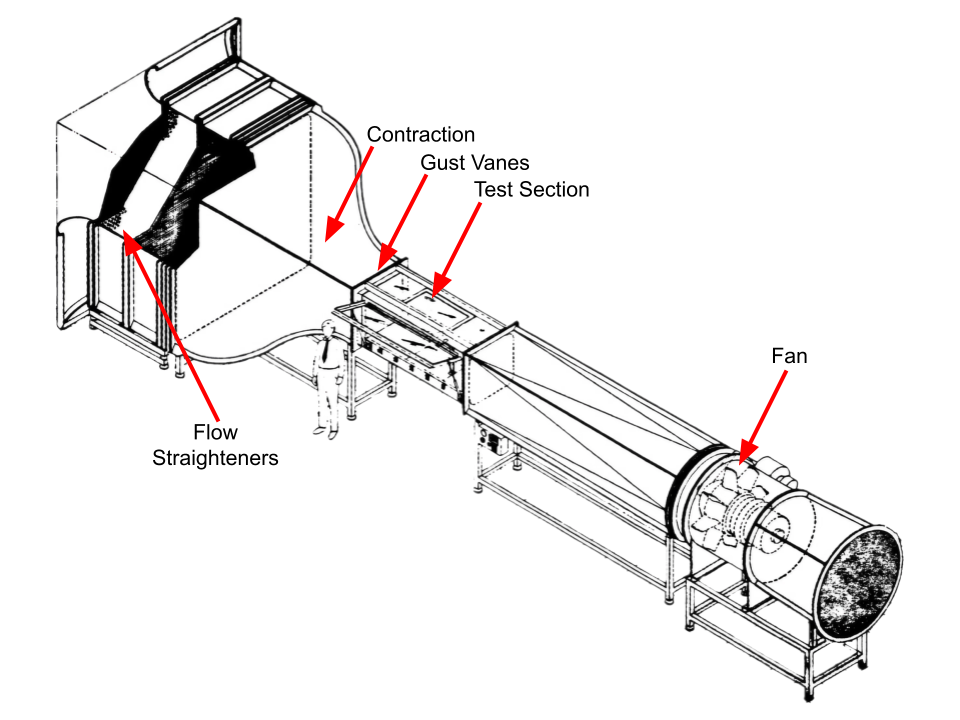 Contraction
Gust Vanes
Test Section
Fan
Flow
Straighteners